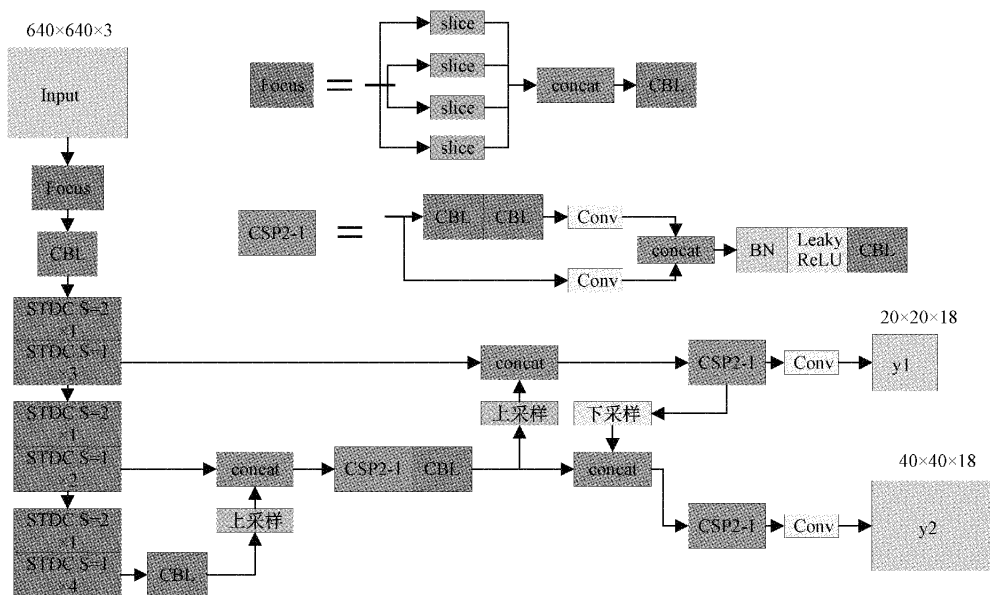 640×640×3
Input
Focus
CBL
STDC S=2
×1
STDC S=1
×3
STDC S=2
×1
STDC S=1
2
STDC S=2
×1
STDC S=1
4
CBL
Focus
=
slice
slice
slice
slice
concat
CBL
CSP2-1
=
CBL
CBL
Conv
Conv
concat
BN
Leaky
ReLU
CBL
concat
上采样
CSP2-1
CBL
concat
上采样
下采样
concat
CSP2-1
Conv
20×20×18
y1
CSP2-1
Conv
40×40×18
y2